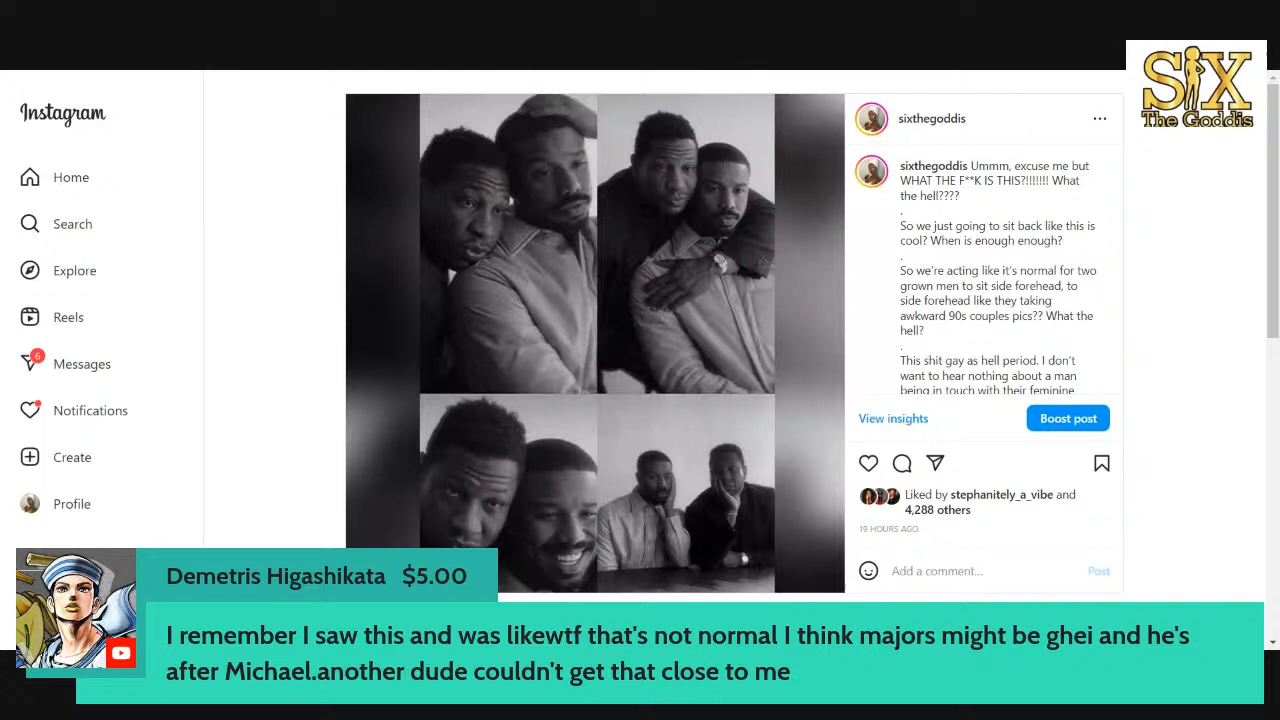 SIX
The Goddis
Instagram
Home
Search
Explore
Reels
6
Messages
Notifications
Create
Profile
sixthegoddis
sixthegoddis Ummm, excuse me but
WHAT THE F**K IS THIS?!!!!!!! What
the hell????
.
So we just going to sit back like this is
cool? When is enough enough?
.
So we're acting like it's normal for two
grown men to sit side forehead, to
side forehead like they taking
awkward 90s couples pics?? What the
hell?
.
This shit gay as hell period. I don't
want to hear nothing about a man
being in touch with their feminine
View insights
Boost post
Liked by stephanitely_a_vibe and
4,288 others
19 HOURS AGO
Add a comment...
Post
Demetris Higashikata $5.00
I remember I saw this and was likewtf that's not normal I think majors might be ghei and he's
after Michael.another dude couldn't get that close to me